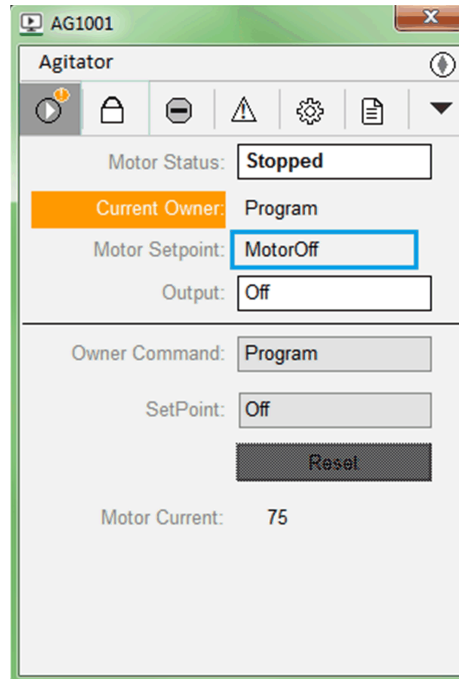 AG1001
Agitator
Motor Status: Stopped
Current Owner: Program
Motor Setpoint: MotorOff
Output: Off
Owner Command: Program
SetPoint: Off
Reset
Motor Current: 75